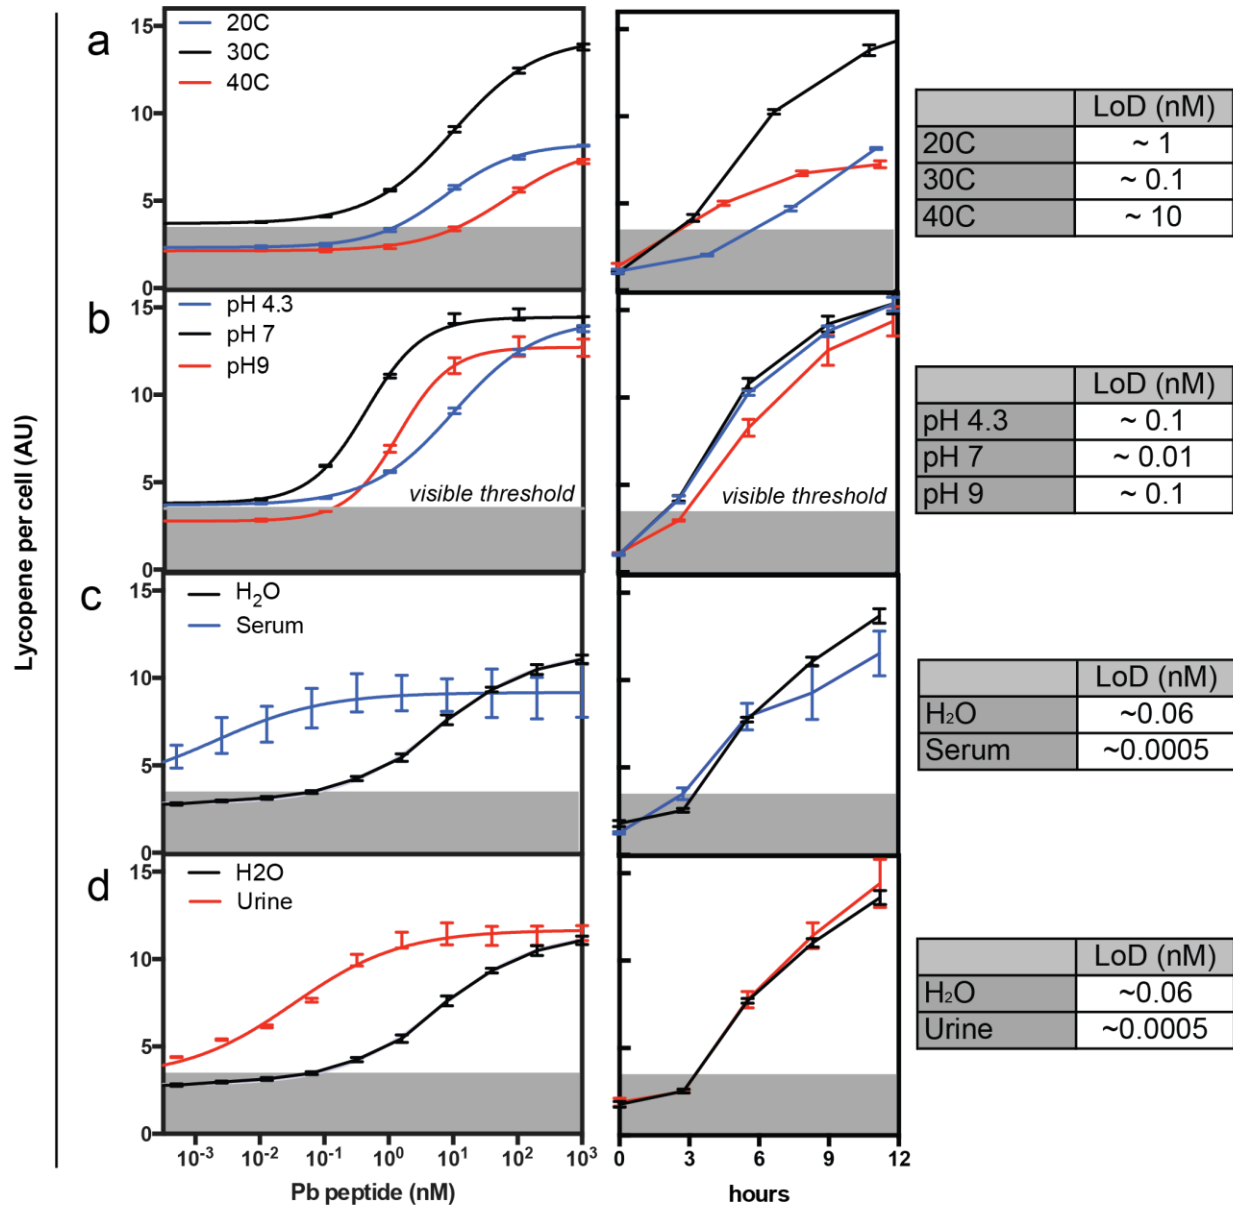 Lycopene per cell (AU)
a
20C
30C
40C
15
10
5
0
LoD (nM)
20C ~ 1
30C ~ 0.1
40C ~ 10
b
pH 4.3
pH 7
pH9
15
10
5
0
visible threshold
visible threshold
LoD (nM)
pH 4.3 ~ 0.1
pH 7 ~ 0.01
pH 9 ~ 0.1
c
H₂O
Serum
15
10
5
0
LoD (nM)
H₂O ~0.06
Serum ~0.0005
d
H2O
Urine
15
10
5
0
LoD (nM)
H₂O ~0.06
Urine ~0.0005
10⁻³ 10⁻² 10⁻¹ 10⁰ 10¹ 10² 10³
0 3 6 9 12
Pb peptide (nM)
hours